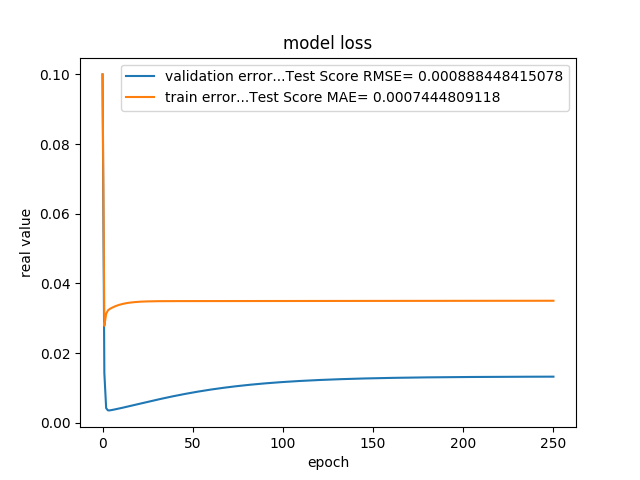 model loss
validation error...Test Score RMSE= 0.000888448415078
train error...Test Score MAE= 0.0007444809118
real value
0.10
0.08
0.06
0.04
0.02
0.00
0 50 100 150 200 250
epoch